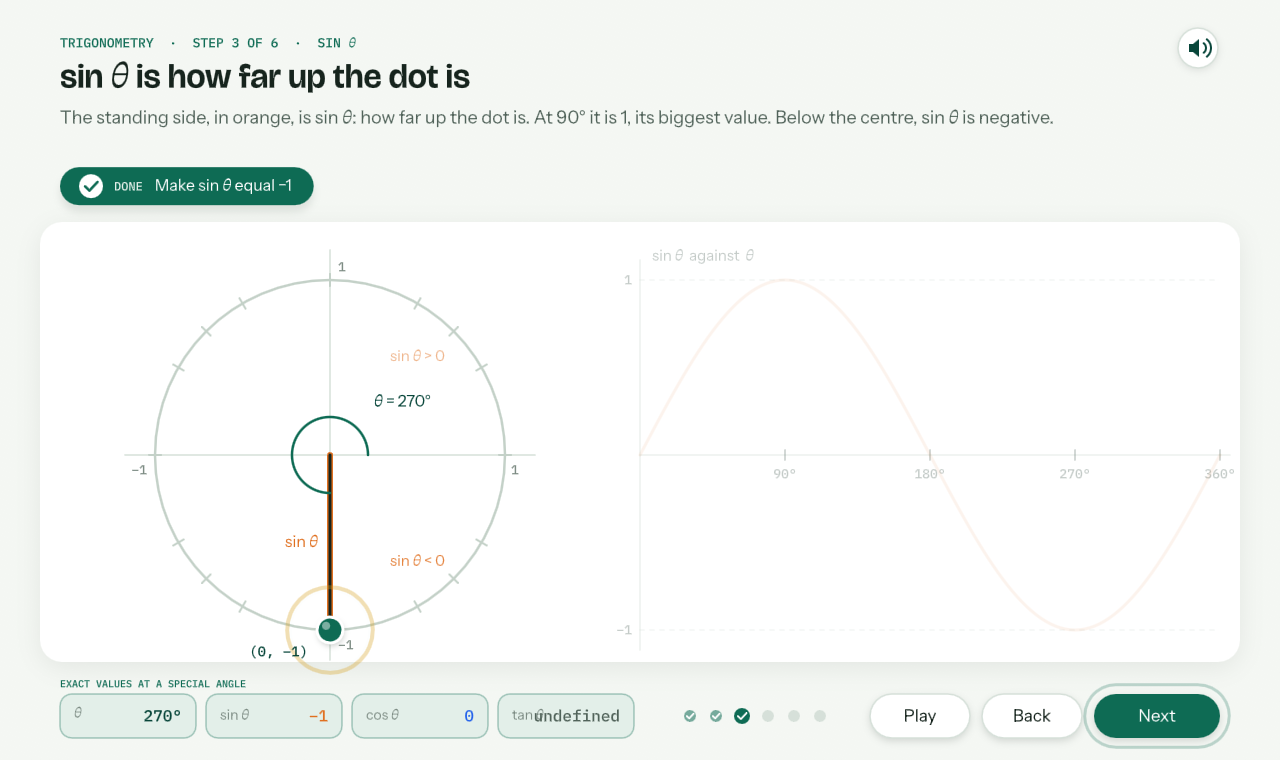 TRIGONOMETRY · STEP 3 OF 6 · SIN θ
sin θ is how far up the dot is
The standing side, in orange, is sin θ: how far up the dot is. At 90° it is 1, its biggest value. Below the centre, sin θ is negative.
DONE Make sin θ equal −1
1
sin θ > 0
θ = 270°
−1
1
sin θ
sin θ < 0
−1
(0, −1)
sin θ against θ
1
90°
180°
270°
360°
−1
EXACT VALUES AT A SPECIAL ANGLE
θ 270°
sin θ −1
cos θ 0
tan θ undefined
Play
Back
Next